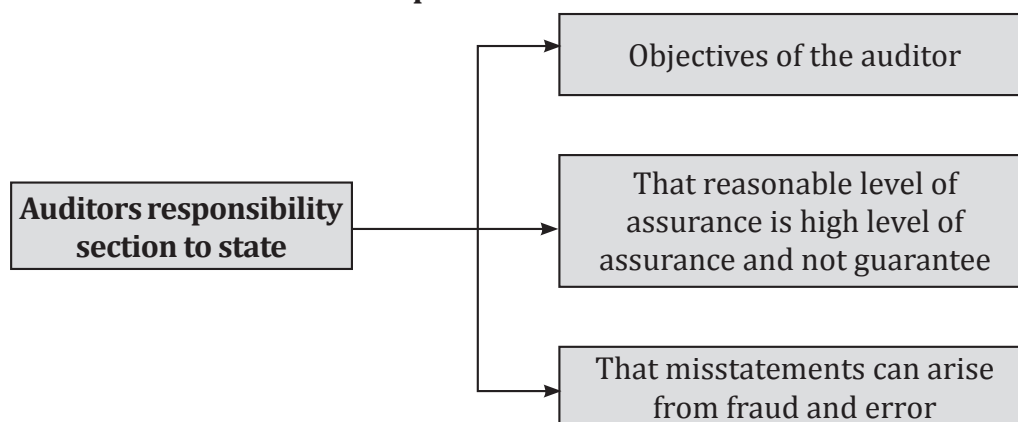 Objectives of the auditor
Auditors responsibility
section to state
That reasonable level of
assurance is high level of
assurance and not guarantee
That misstatements can arise
from fraud and error